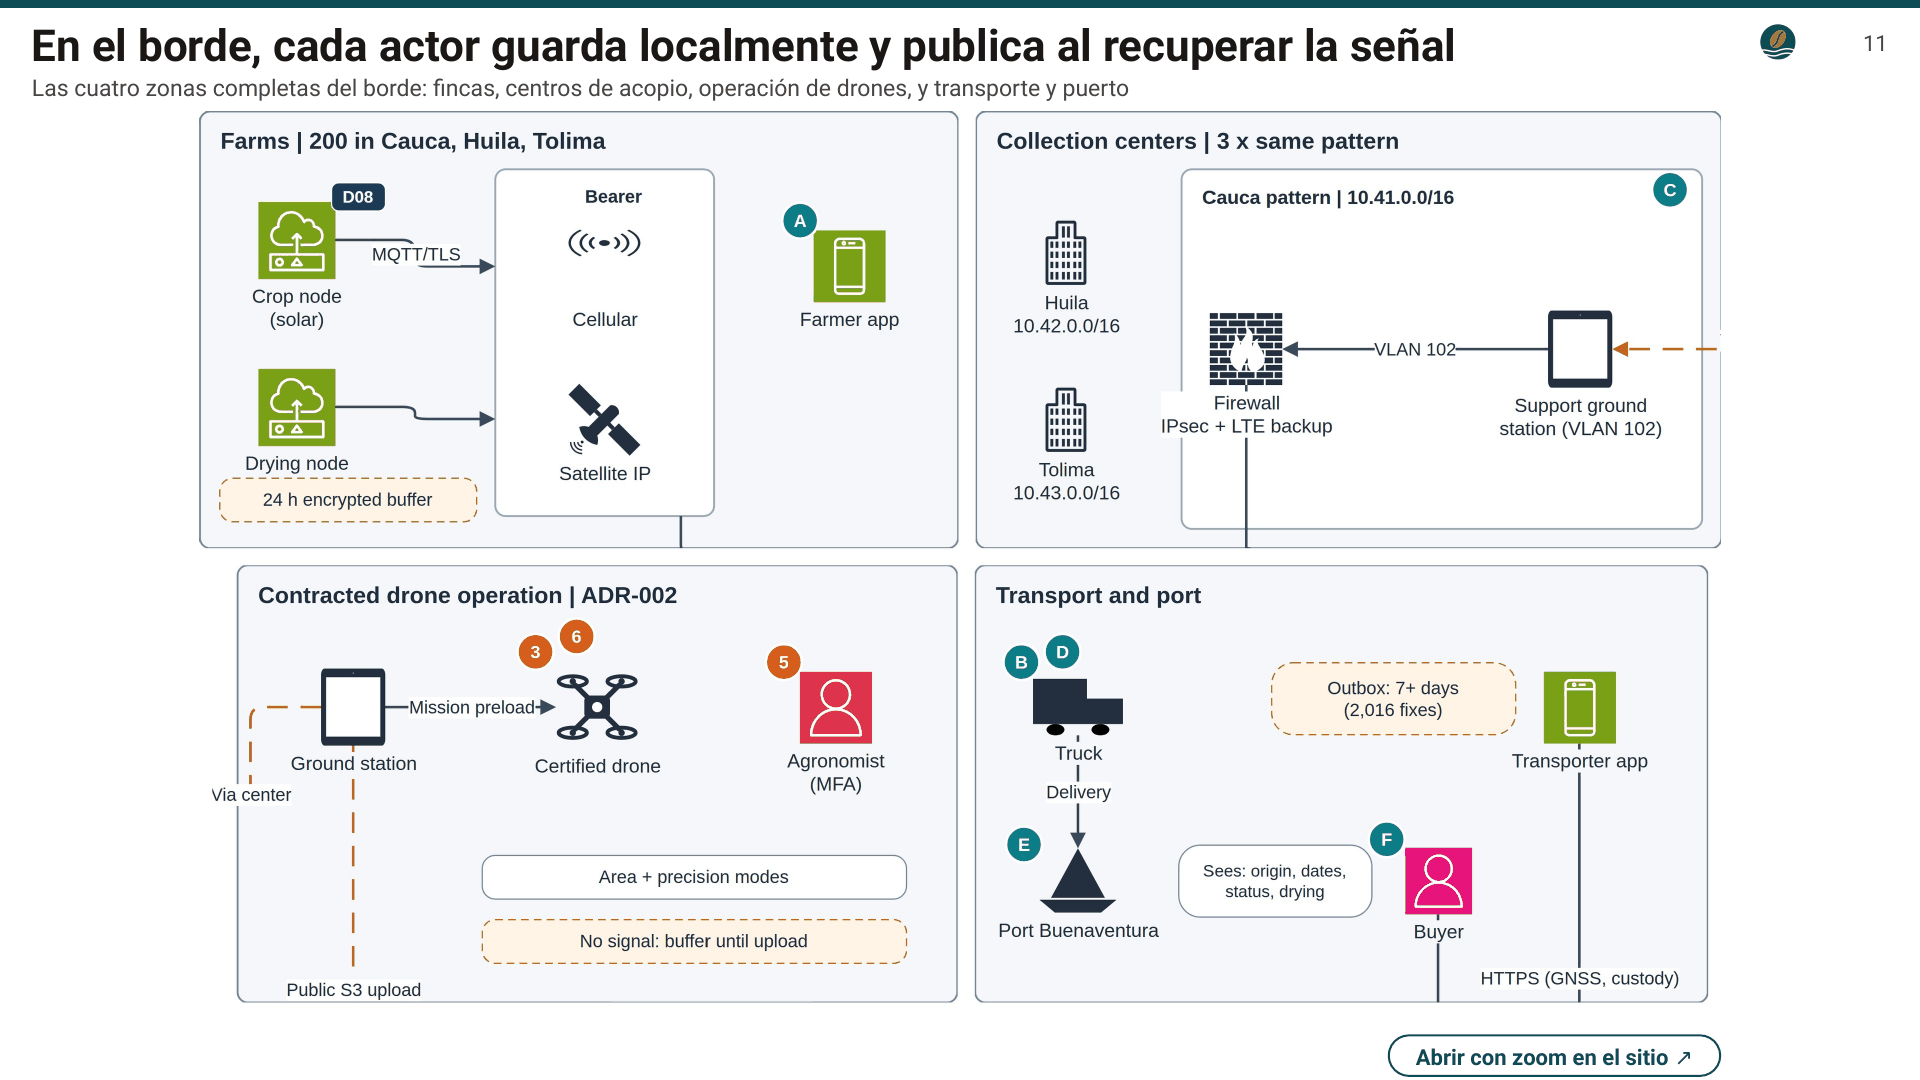 En el borde, cada actor guarda localmente y publica al recuperar la señal
11
Las cuatro zonas completas del borde: fincas, centros de acopio, operación de drones, y transporte y puerto
Farms | 200 in Cauca, Huila, Tolima
D08
MQTT/TLS
Crop node
(solar)
Drying node
24 h encrypted buffer
Bearer
Cellular
Satellite IP
A
Farmer app
Collection centers | 3 x same pattern
Cauca pattern | 10.41.0.0/16
C
Huila
10.42.0.0/16
Tolima
10.43.0.0/16
Firewall
IPsec + LTE backup
VLAN 102
Support ground
station (VLAN 102)
Contracted drone operation | ADR-002
3
6
5
Mission preload
Ground station
Certified drone
Agronomist
(MFA)
Via center
Area + precision modes
No signal: buffer until upload
Public S3 upload
Transport and port
B
D
Truck
Delivery
E
Port Buenaventura
Outbox: 7+ days
(2,016 fixes)
Transporter app
Sees: origin, dates,
status, drying
F
Buyer
HTTPS (GNSS, custody)
Abrir con zoom en el sitio ↗